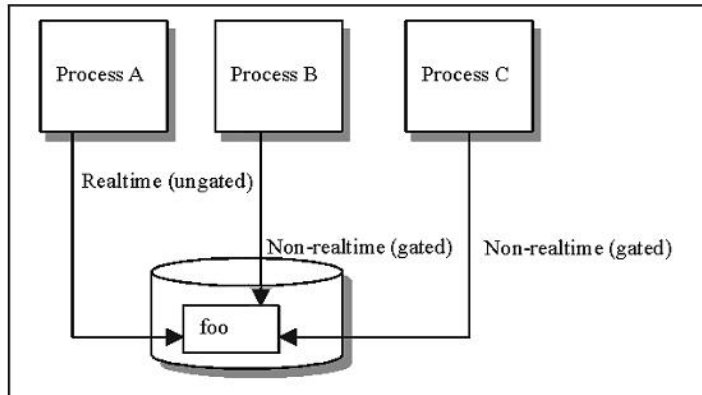 Process A
Process B
Process C
Realtime (ungated)
Non-realtime (gated)
Non-realtime (gated)
foo